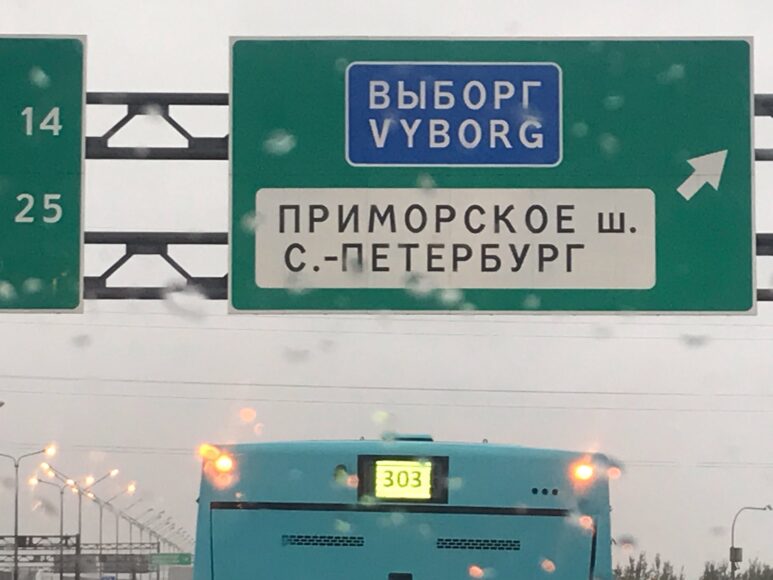 14
25
ВЫБОРГ
VYBORG
ПРИМОРСКОЕ ш.
С.-ПЕТЕРБУРГ
303